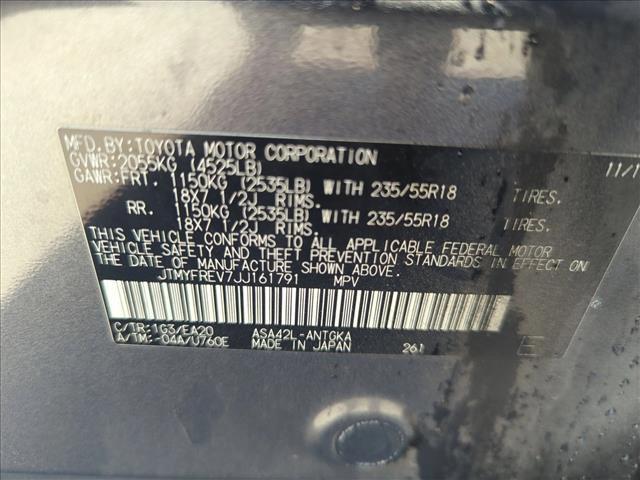 MFD. BY: TOYOTA MOTOR CORPORATION 11/1
GVWR: 2055KG (4525LB)
GAWR: FRT. 1150KG (2535LB) WITH 235/55R18 TIRES.
18X7 1/2J RIMS.
RR. 1150KG (2535LB) WITH 235/55R18 TIRES.
18X7 1/2J RIMS.
THIS VEHICLE CONFORMS TO ALL APPLICABLE FEDERAL MOTOR
VEHICLE SAFETY AND THEFT PREVENTION STANDARDS IN EFFECT ON
THE DATE OF MANUFACTURE SHOWN ABOVE.
JTMYFREV7JJ161791 MPV
C/TR: 1G3/EA20 ASA42L-ANTGKA
A/TM: -04A/U760E MADE IN JAPAN 261 E